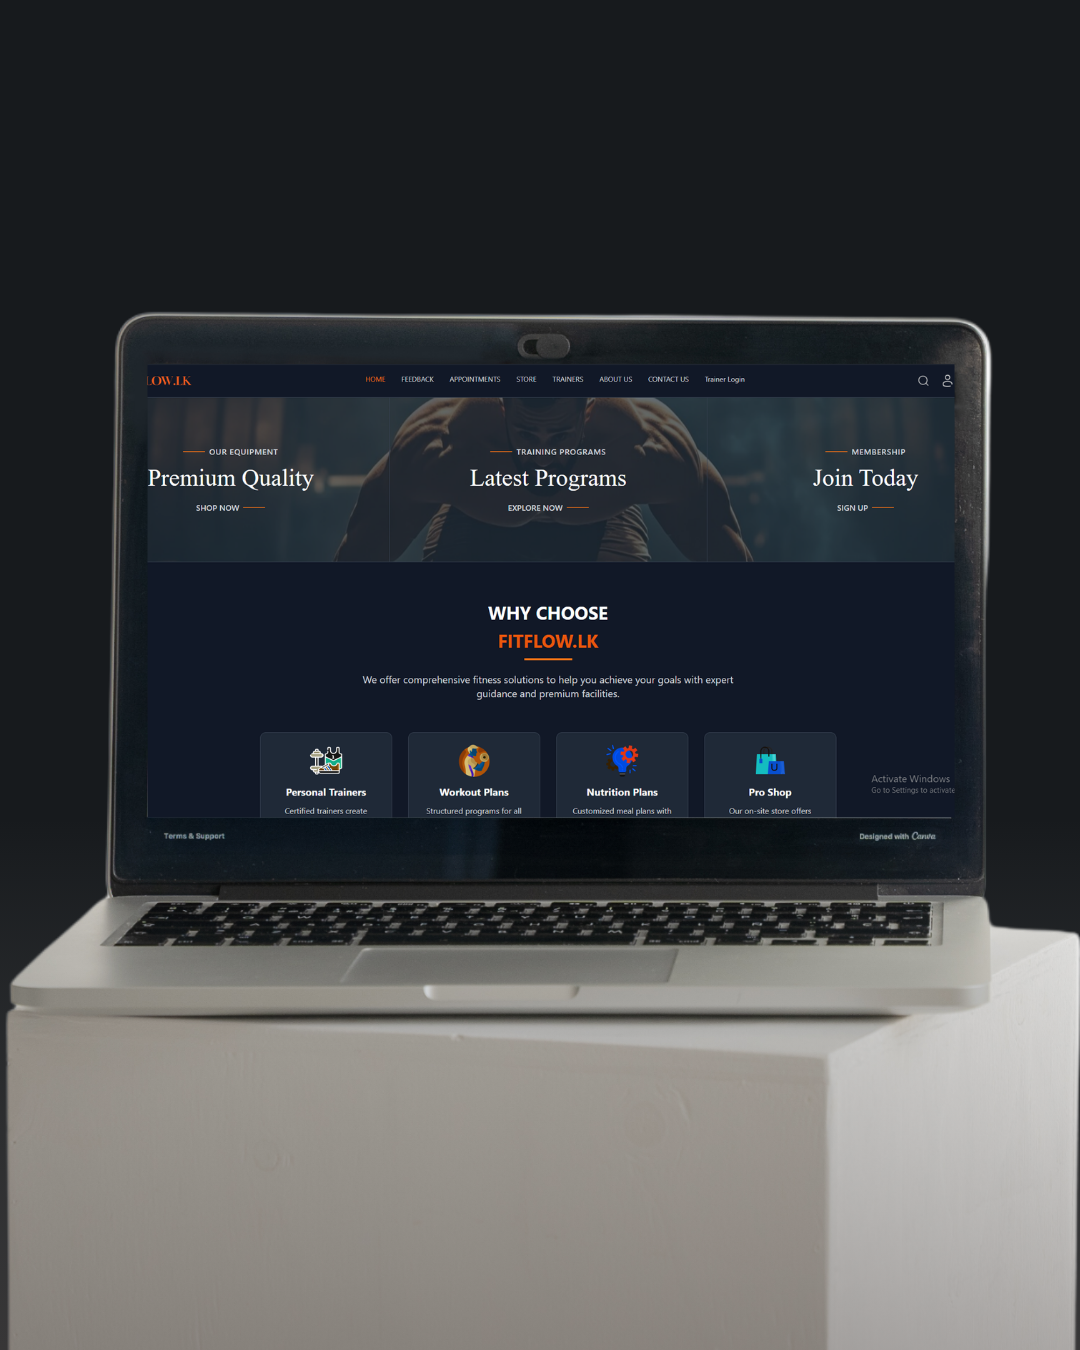 LOW.LK
HOME FEEDBACK APPOINTMENTS STORE TRAINERS ABOUT US CONTACT US Trainer Login
OUR EQUIPMENT
Premium Quality
SHOP NOW
TRAINING PROGRAMS
Latest Programs
EXPLORE NOW
MEMBERSHIP
Join Today
SIGN UP
WHY CHOOSE
FITFLOW.LK
We offer comprehensive fitness solutions to help you achieve your goals with expert
guidance and premium facilities.
Personal Trainers
Certified trainers create
Workout Plans
Structured programs for all
Nutrition Plans
Customized meal plans with
U
Pro Shop
Our on-site store offers
Activate Windows
Go to Settings to activate
Terms & Support
Designed with Canva